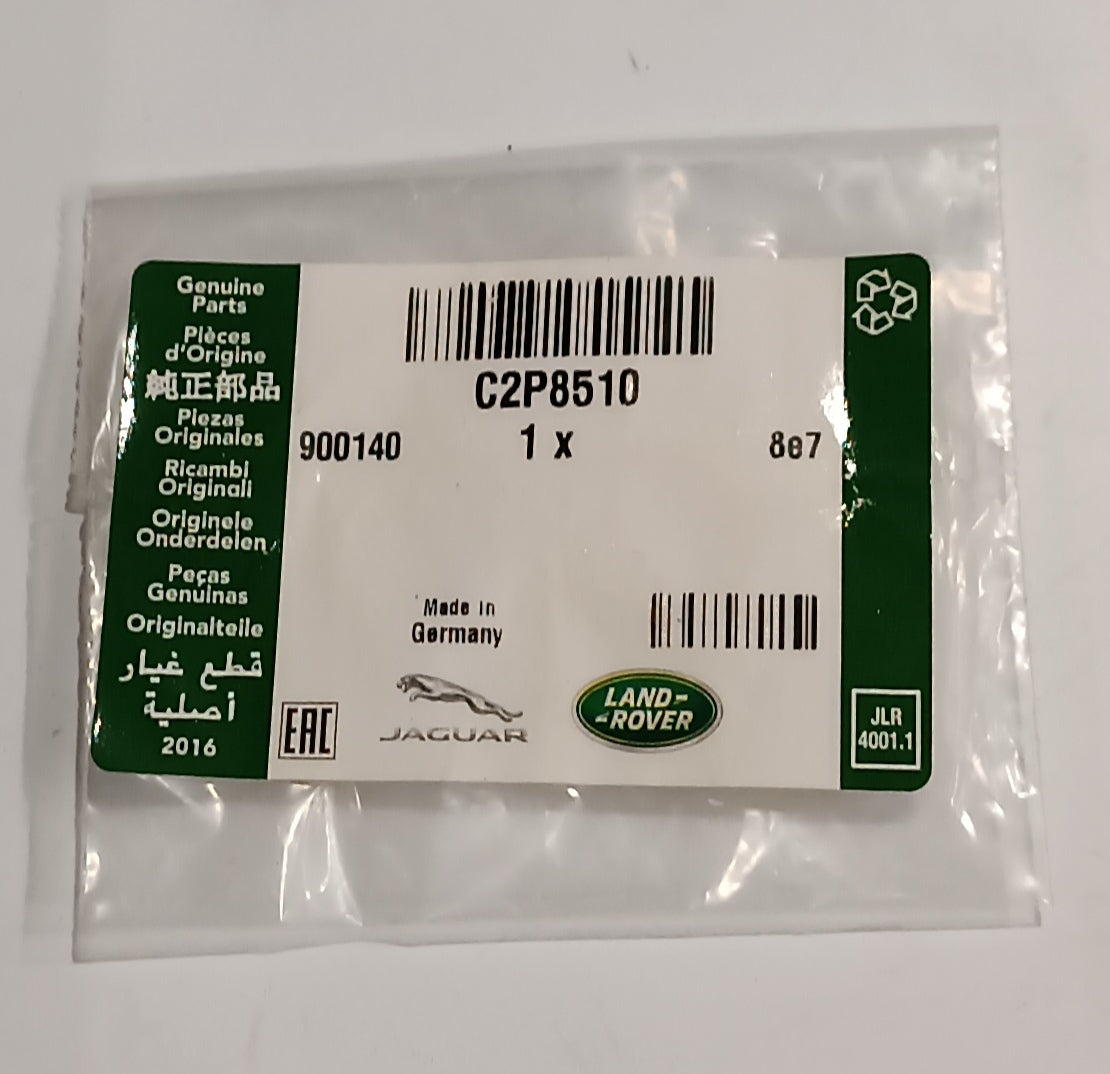 Genuine
Parts
Pièces
d'Origine
純正部品
Piezas
Originales
Ricambi
Originali
Originele
Onderdelen
Peças
Genuinas
Originalteile
قطع غيار
أصلية
2016
C2P8510
900140 1 x 8e7
Made in
Germany
EAC
JAGUAR
LAND-
-ROVER
JLR
4001.1